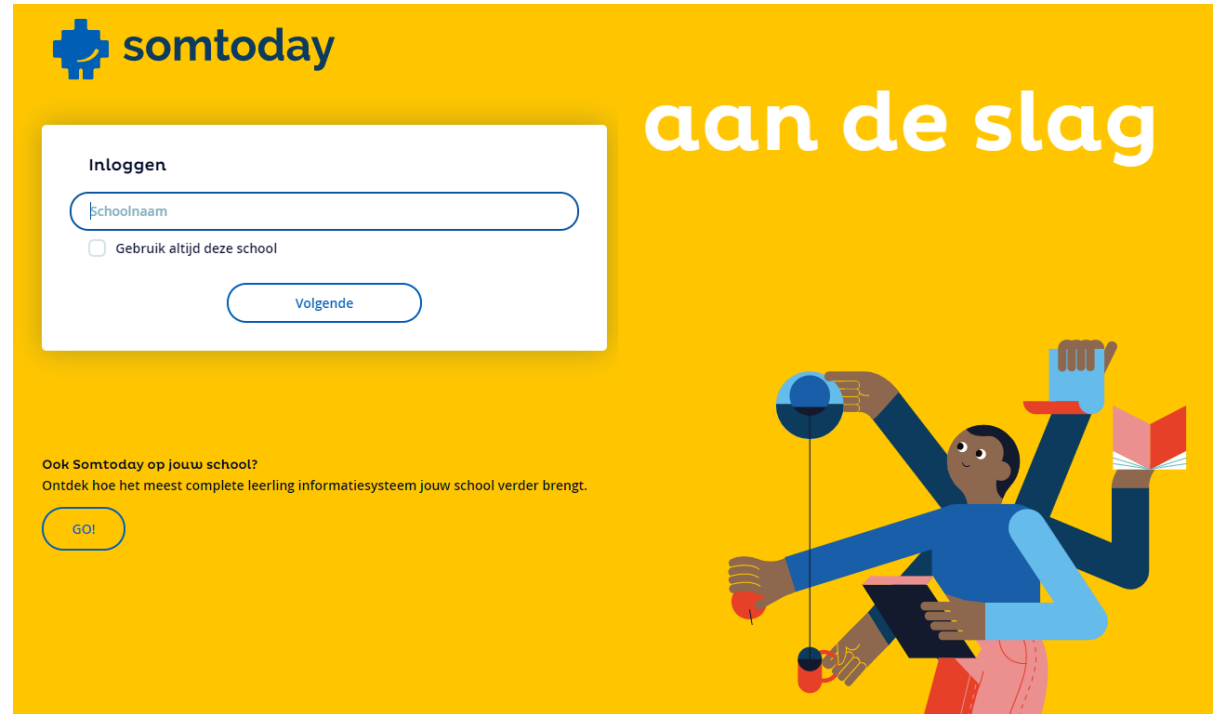 somtoday
aan de slag
Inloggen
Schoolnaam
Gebruik altijd deze school
Volgende
Ook Somtoday op jouw school?
Ontdek hoe het meest complete leerling informatiesysteem jouw school verder brengt.
GO!